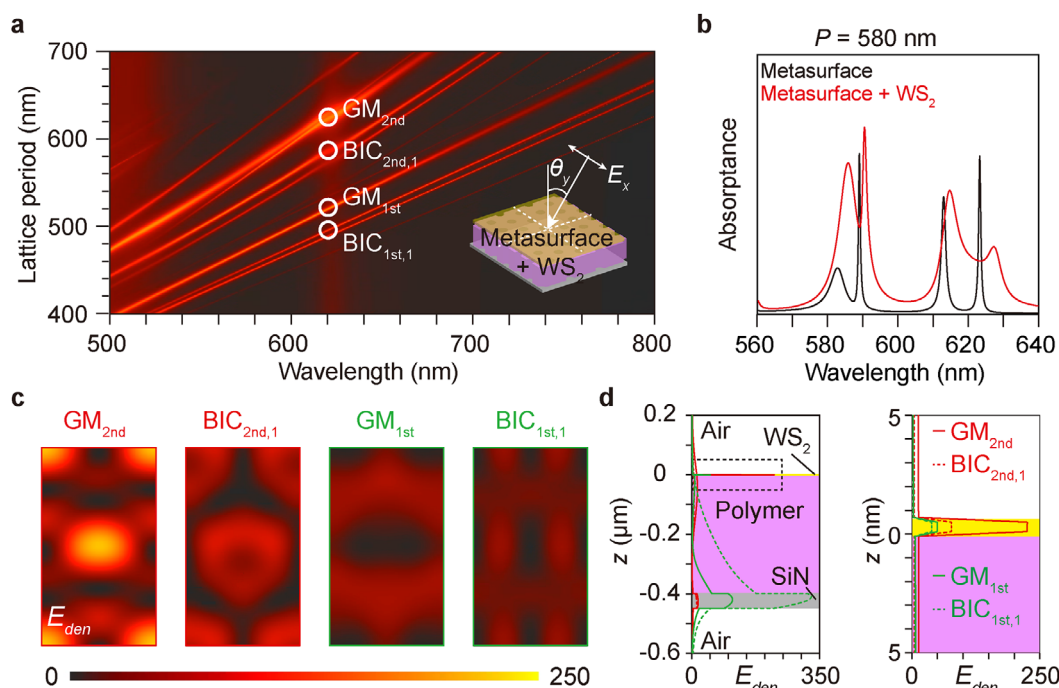 a
700
600
500
400
Lattice period (nm)
500
600
700
800
Wavelength (nm)
GM2nd
BIC2nd,1
GM1st
BIC1st,1
θy
Ex
Metasurface
+ WS2
b
P = 580 nm
Metasurface
Metasurface + WS2
Absorptance
560
580
600
620
640
Wavelength (nm)
c
GM2nd
BIC2nd,1
GM1st
BIC1st,1
Eden
0
250
d
0.2
0
-0.2
-0.4
-0.6
z (μm)
Air
WS2
Polymer
SiN
Air
0
Eden
350
5
0
5
z (nm)
GM2nd
BIC2nd,1
GM1st
BIC1st,1
0
Eden
250